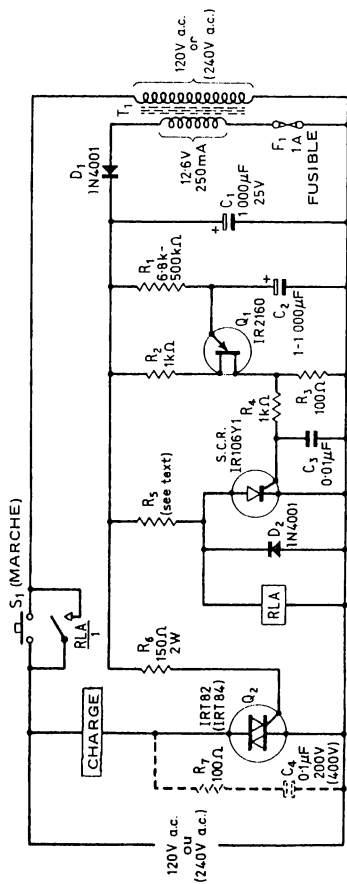 S₁ (MARCHE)
RLA
1
120V a.c.
ou
(240V a.c.)
CHARGE
R₇
100Ω
C₄
0·1µF
200V
(400V)
IRT82
(IRT84)
Q₂
R₆
150Ω
2W
RLA
D₂
1N4001
R₅
(see text)
S.C.R.
IR106Y1
C₃
0·01µF
R₄
1kΩ
R₃
100Ω
R₂
1kΩ
Q₁
IR2160
R₁
6·8k-
500kΩ
C₂
1-1 000µF
+
+
C₁
1 000µF
25V
D₁
1N4001
12·6V
250mA
F₁
1A
FUSIBLE
T₁
120V a.c.
or
(240V a.c.)